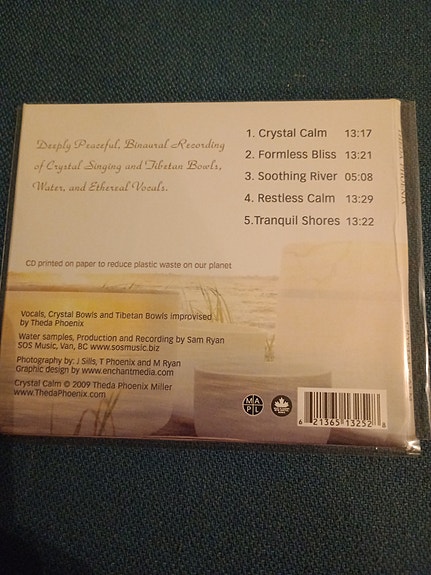 Deeply Peaceful, Binaural Recording
of Crystal Singing and Tibetan Bowls,
Water, and Ethereal Vocals.
1. Crystal Calm 13:17
2. Formless Bliss 13:21
3. Soothing River 05:08
4. Restless Calm 13:29
5.Tranquil Shores 13:22
CD printed on paper to reduce plastic waste on our planet
Vocals, Crystal Bowls and Tibetan Bowls improvised
by Theda Phoenix
Water samples, Production and Recording by Sam Ryan
SOS Music, Van, BC www.sosmusic.biz
Photography by: J Sills, T Phoenix and M Ryan
Graphic design by www.enchantmedia.com
Crystal Calm © 2009 Theda Phoenix Miller
www.ThedaPhoenix.com
M A
P L
6 21365 13252 8